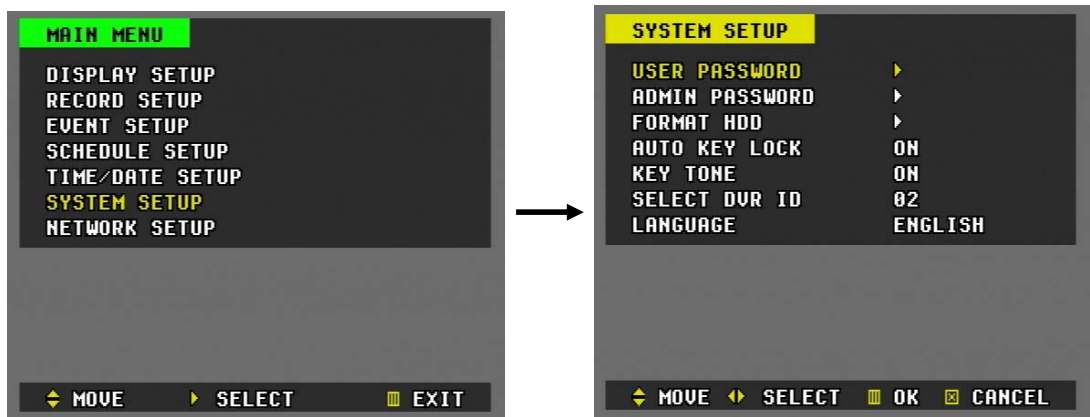 MAIN MENU
DISPLAY SETUP
RECORD SETUP
EVENT SETUP
SCHEDULE SETUP
TIME/DATE SETUP
SYSTEM SETUP
NETWORK SETUP
MOVE SELECT EXIT
SYSTEM SETUP
USER PASSWORD
ADMIN PASSWORD
FORMAT HDD
AUTO KEY LOCK ON
KEY TONE ON
SELECT DVR ID 02
LANGUAGE ENGLISH
MOVE SELECT OK CANCEL